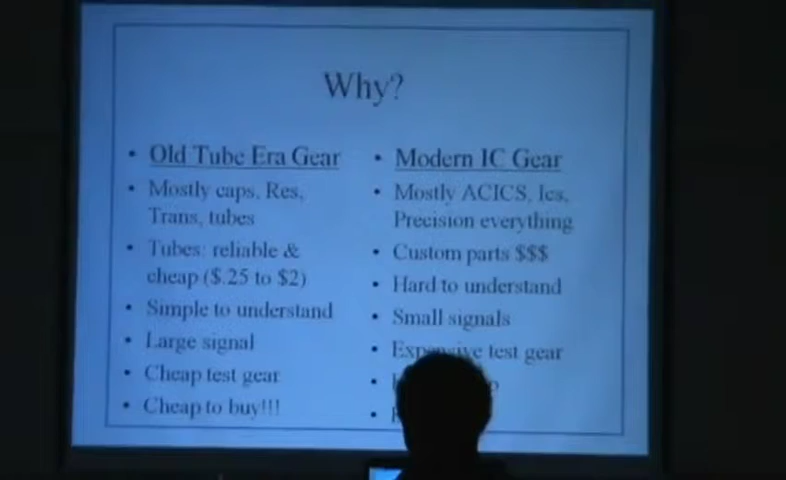 Why?
• Old Tube Era Gear
• Mostly caps, Res,
Trans, tubes
• Tubes: reliable &
cheap ($.25 to $2)
• Simple to understand
• Large signal
• Cheap test gear
• Cheap to buy!!!
• Modern IC Gear
• Mostly ACICS, Ics,
Precision everything
• Custom parts $$$
• Hard to understand
• Small signals
• Expensive test gear
•
•